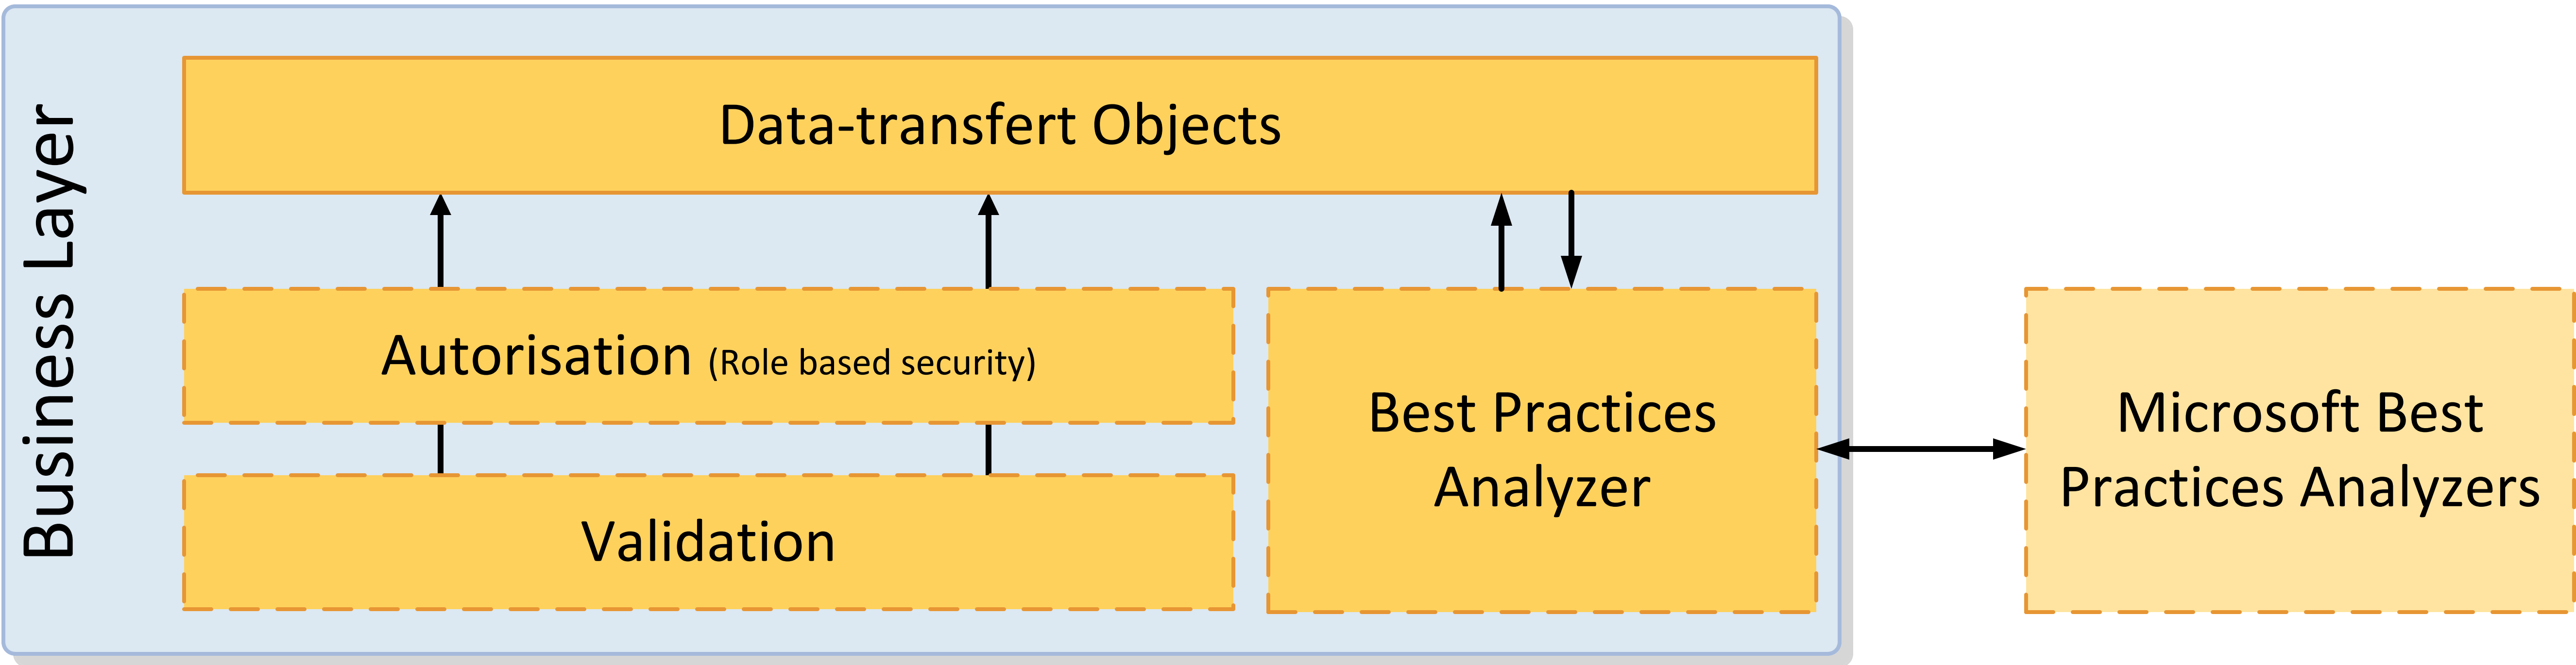 Business Layer
Data-transfert Objects
Autorisation (Role based security)
Validation
Best Practices
Analyzer
Microsoft Best
Practices Analyzers